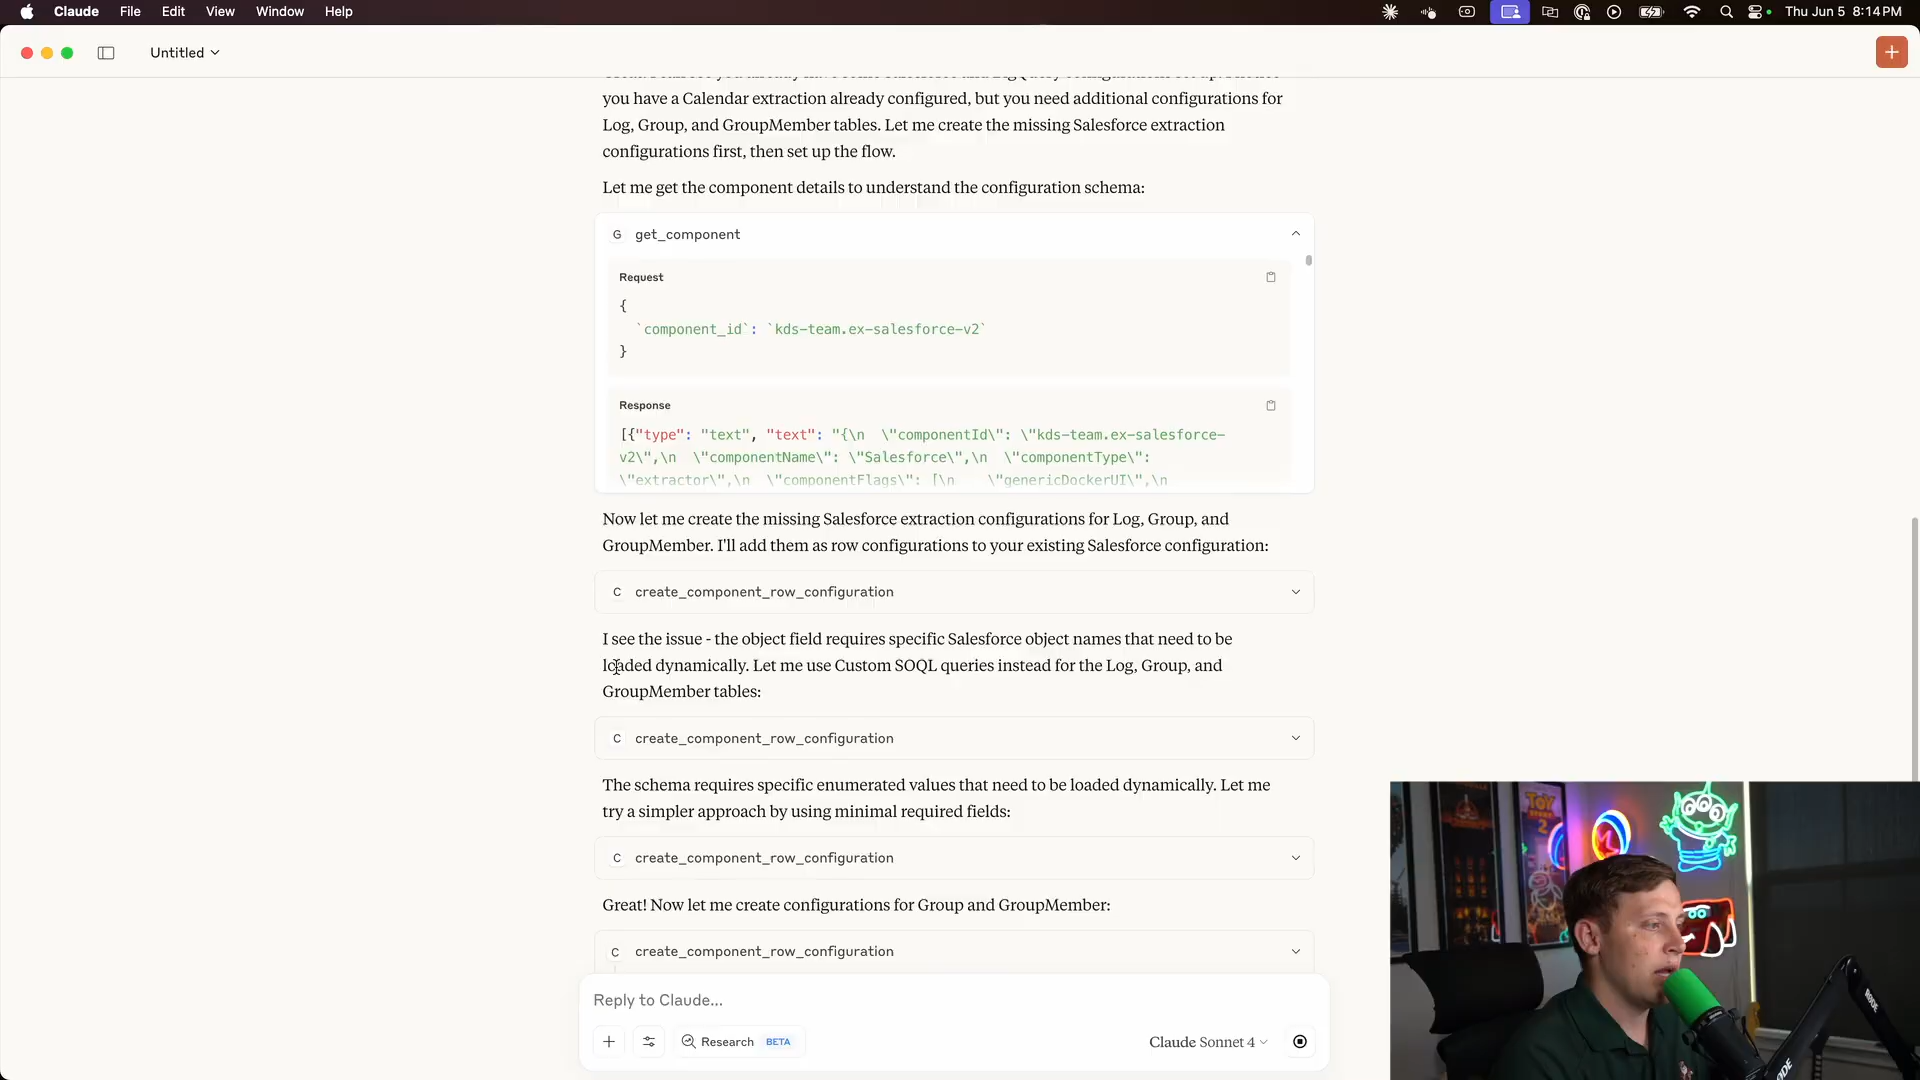 Claude File Edit View Window Help
Thu Jun 5 8:14 PM
Untitled
you have a Calendar extraction already configured, but you need additional configurations for
Log, Group, and GroupMember tables. Let me create the missing Salesforce extraction
configurations first, then set up the flow.
Let me get the component details to understand the configuration schema:
G get_component
Request
{
`component_id`: `kds-team.ex-salesforce-v2`
}
Response
[{"type": "text", "text": "{\n  \"componentId\": \"kds-team.ex-salesforce-
v2\",\n  \"componentName\": \"Salesforce\",\n  \"componentType\":
\"extractor\",\n  \"componentFlags\": [\n    \"genericDockerUI\",\n
Now let me create the missing Salesforce extraction configurations for Log, Group, and
GroupMember. I'll add them as row configurations to your existing Salesforce configuration:
C create_component_row_configuration
I see the issue - the object field requires specific Salesforce object names that need to be
loaded dynamically. Let me use Custom SOQL queries instead for the Log, Group, and
GroupMember tables:
C create_component_row_configuration
The schema requires specific enumerated values that need to be loaded dynamically. Let me
try a simpler approach by using minimal required fields:
C create_component_row_configuration
Great! Now let me create configurations for Group and GroupMember:
C create_component_row_configuration
Reply to Claude...
Research BETA
Claude Sonnet 4
TOY
2
RØDE